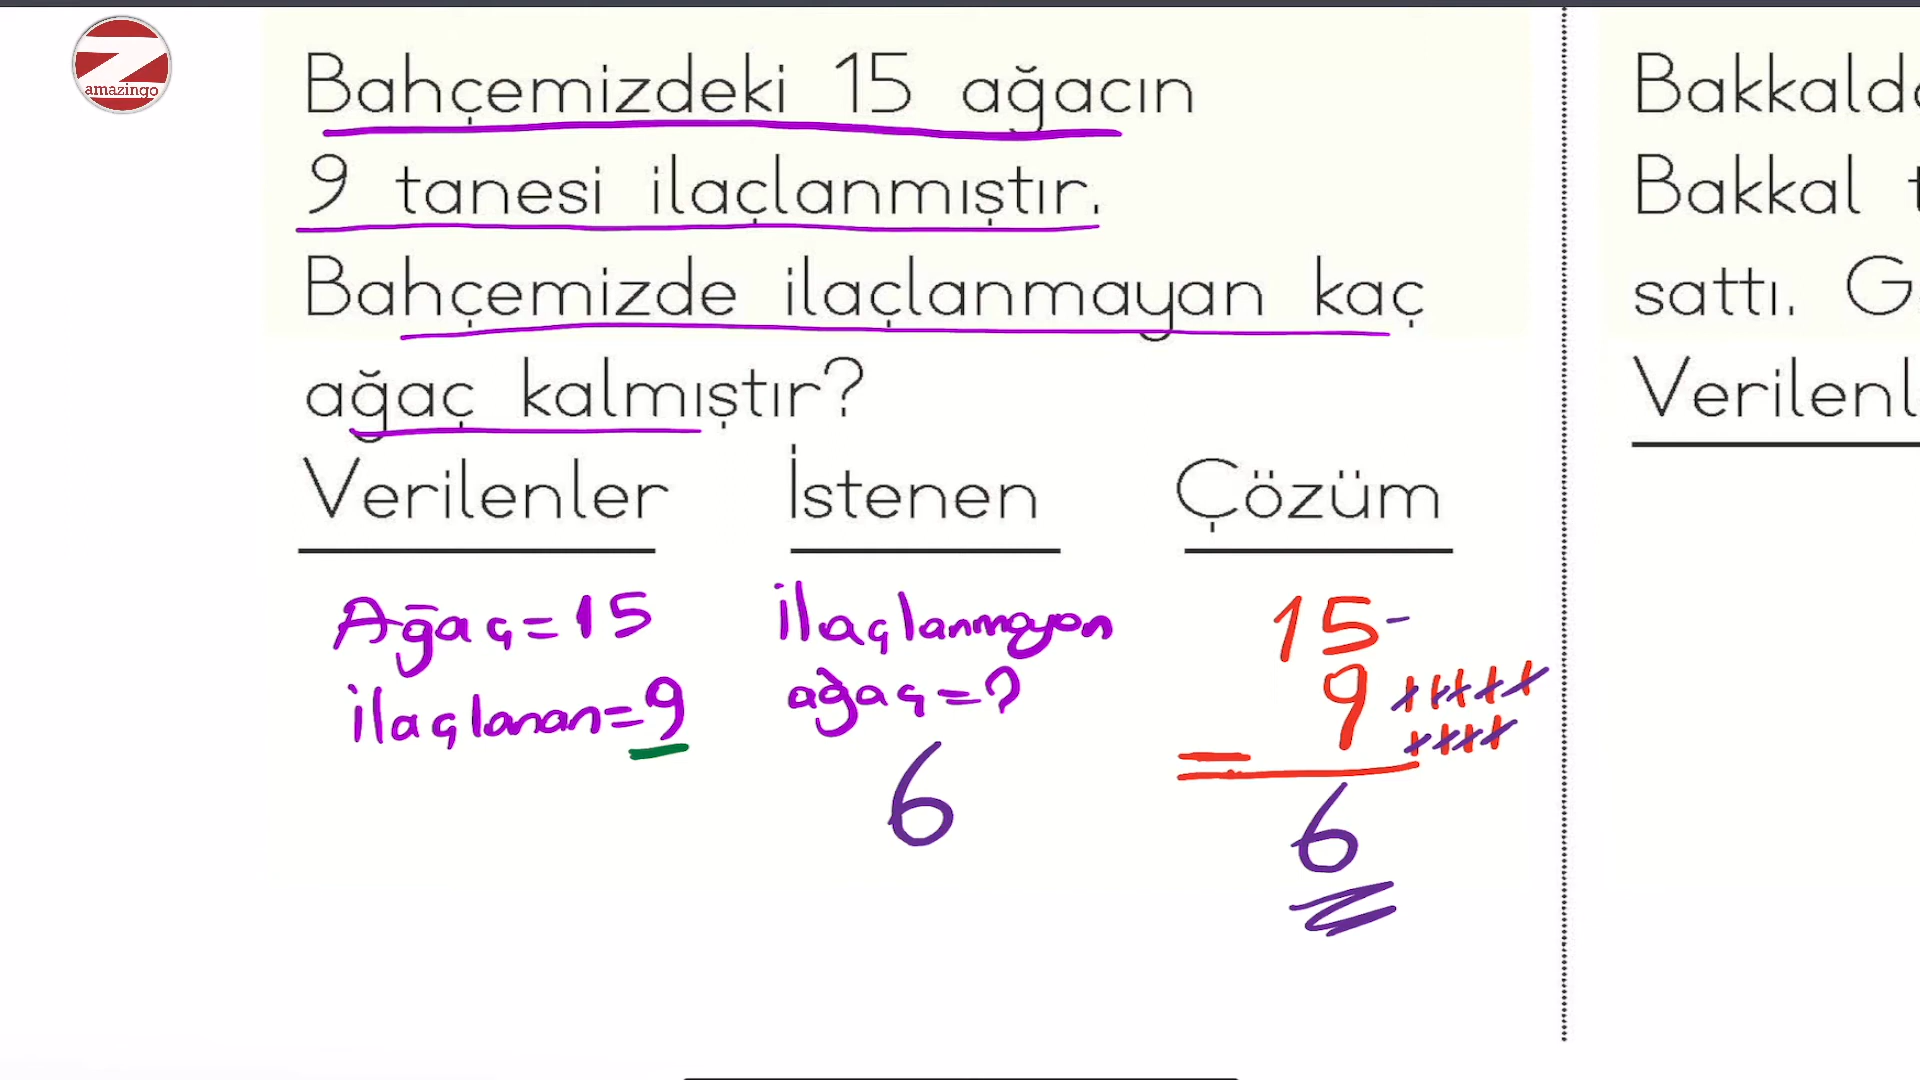 amazingo
Bahçemizdeki 15 ağacın
9 tanesi ilaçlanmıştır.
Bahçemizde ilaçlanmayan kaç
ağaç kalmıştır?
Verilenler İstenen Çözüm
Ağaç=15
ilaçlanan=9
İlaçlanmayan
ağaç=?
6
15-
9
6
Bakkald
Bakkal t
sattı. G
Verilenl